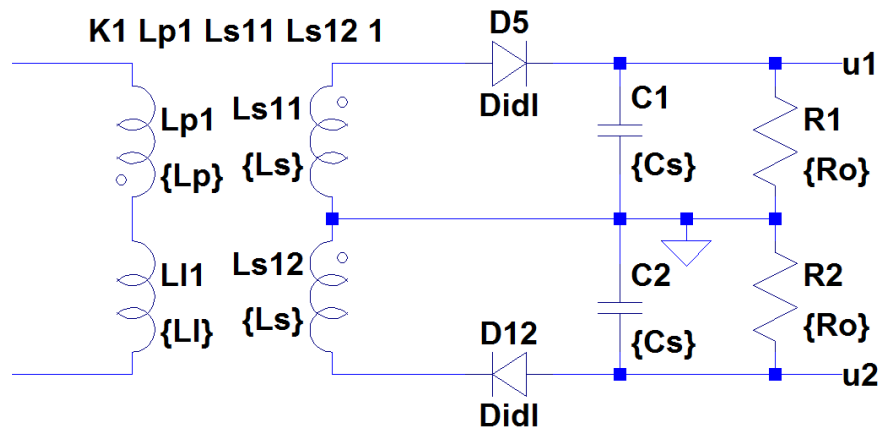 K1 Lp1 Ls11 Ls12 1
D5
Didl
u1
Lp1
{Lp}
Ls11
{Ls}
C1
{Cs}
R1
{Ro}
Ll1
{Ll}
Ls12
{Ls}
C2
{Cs}
R2
{Ro}
D12
Didl
u2